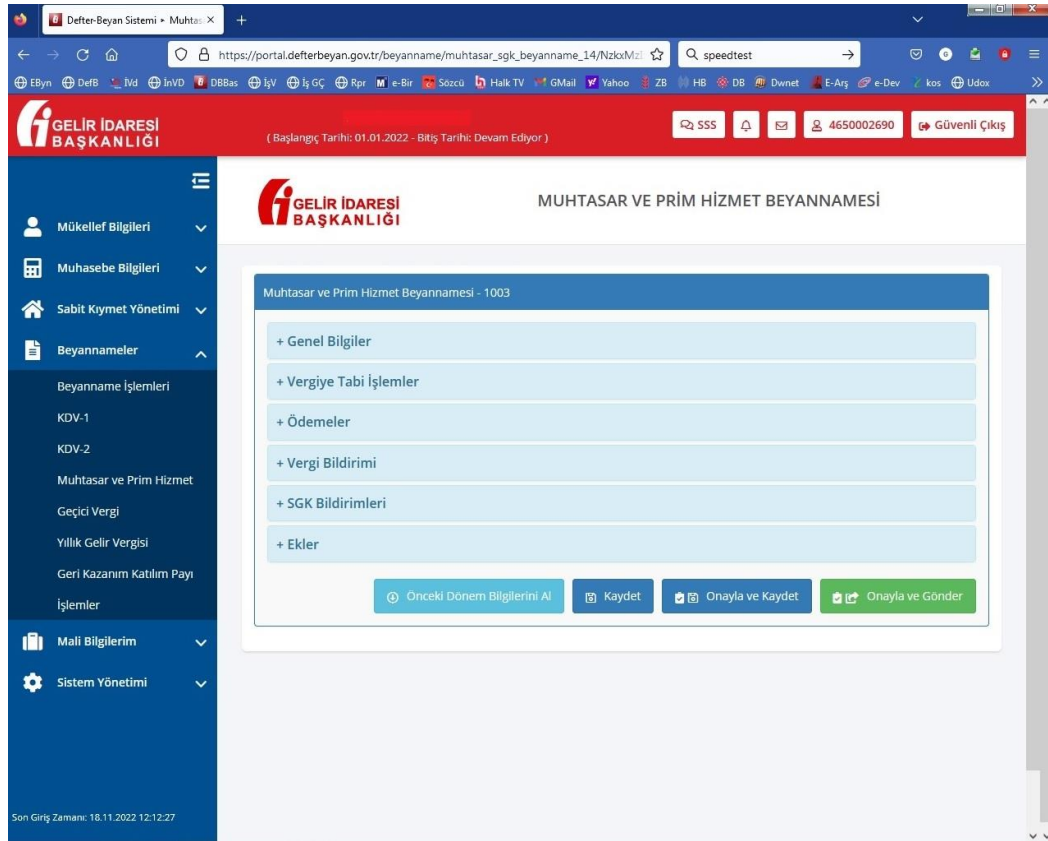 Defter-Beyan Sistemi ▸ Muhtas
https://portal.defterbeyan.gov.tr/beyanname/muhtasar_sgk_beyanname_14/NzkxMz
speedtest
EByn DefB İVd İnVD DBBas İşV İş GÇ Rpr e-Bir Sözcü Halk TV GMail Yahoo ZB HB DB Dwnet E-Arş e-Dev kos Udox
GELİR İDARESİ
BAŞKANLIĞI
( Başlangıç Tarihi: 01.01.2022 - Bitiş Tarihi: Devam Ediyor )
SSS
4650002690
Güvenli Çıkış
Mükellef Bilgileri
Muhasebe Bilgileri
Sabit Kıymet Yönetimi
Beyannameler
Beyanname İşlemleri
KDV-1
KDV-2
Muhtasar ve Prim Hizmet
Geçici Vergi
Yıllık Gelir Vergisi
Geri Kazanım Katılım Payı
İşlemler
Mali Bilgilerim
Sistem Yönetimi
Son Giriş Zamanı: 18.11.2022 12:12:27
GELİR İDARESİ
BAŞKANLIĞI
MUHTASAR VE PRİM HİZMET BEYANNAMESİ
Muhtasar ve Prim Hizmet Beyannamesi - 1003
+ Genel Bilgiler
+ Vergiye Tabi İşlemler
+ Ödemeler
+ Vergi Bildirimi
+ SGK Bildirimleri
+ Ekler
Önceki Dönem Bilgilerini Al
Kaydet
Onayla ve Kaydet
Onayla ve Gönder